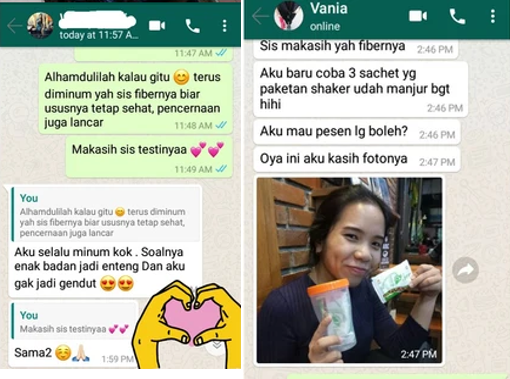 today at 11:57 A...
11:47 AM
Alhamdulilah kalau gitu 😊 terus
diminum yah sis fibernya biar
ususnya tetap sehat, pencernaan
juga lancar
11:48 AM
Makasih sis testinyaa 💕💕
11:49 AM
You
Alhamdulilah kalau gitu 😊 terus diminum
yah sis fibernya biar ususnya tetap sehat,
pencernaan juga lancar
Aku selalu minum kok . Soalnya
enak badan jadi enteng Dan aku
gak jadi gendut 😍😍
You
Makasih sis testinyaa 💕💕
Sama2 ☺️🙏🏻
1:59 PM
Vania
online
Sis makasih yah fibernya
2:46 PM
Aku baru coba 3 sachet yg
paketan shaker udah manjur bgt
hihi
2:46 PM
Aku mau pesen lg boleh?
2:46 PM
Oya ini aku kasih fotonya
2:47 PM
2:47 PM